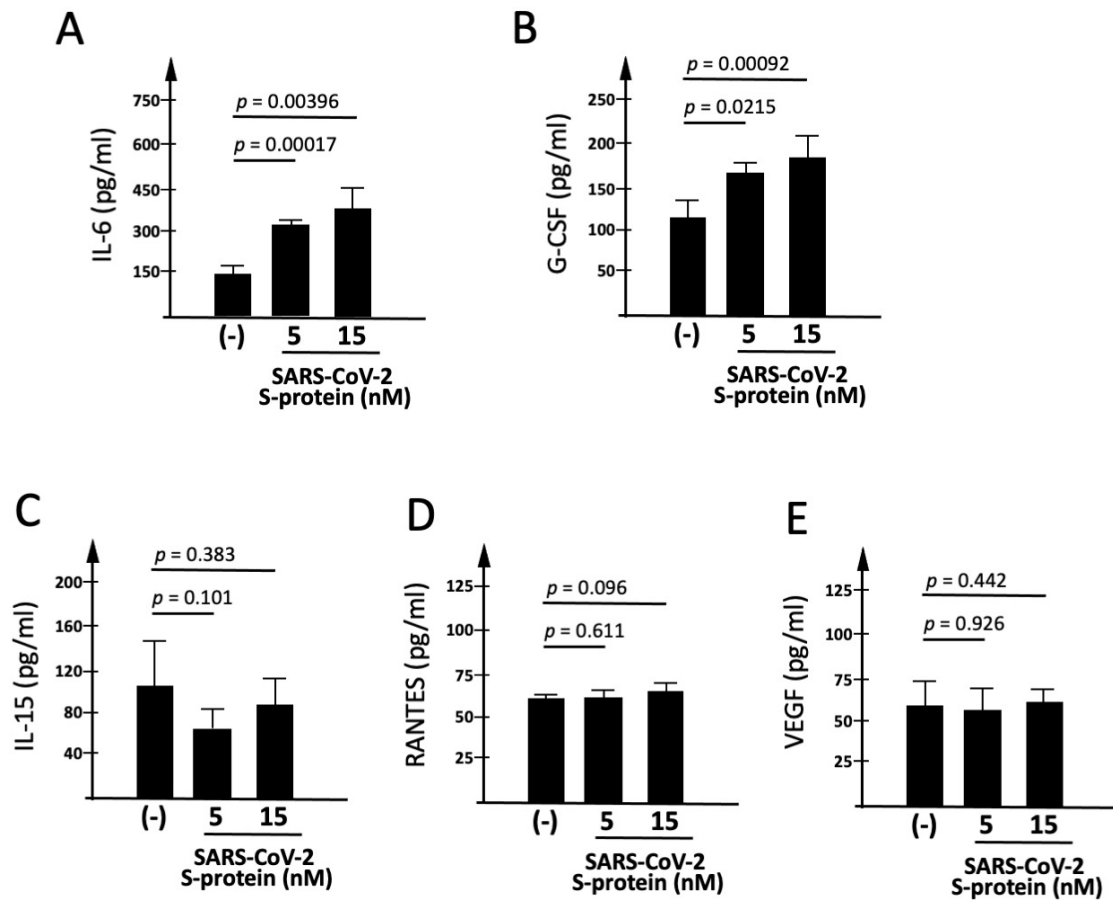 A
IL-6 (pg/ml)
750
600
450
300
150
p = 0.00396
p = 0.00017
(-) 5 15
SARS-CoV-2
S-protein (nM)
B
G-CSF (pg/ml)
250
200
150
100
50
p = 0.00092
p = 0.0215
(-) 5 15
SARS-CoV-2
S-protein (nM)
C
IL-15 (pg/ml)
200
160
120
80
40
p = 0.383
p = 0.101
(-) 5 15
SARS-CoV-2
S-protein (nM)
D
RANTES (pg/ml)
125
100
75
50
25
p = 0.096
p = 0.611
(-) 5 15
SARS-CoV-2
S-protein (nM)
E
VEGF (pg/ml)
125
100
75
50
25
p = 0.442
p = 0.926
(-) 5 15
SARS-CoV-2
S-protein (nM)